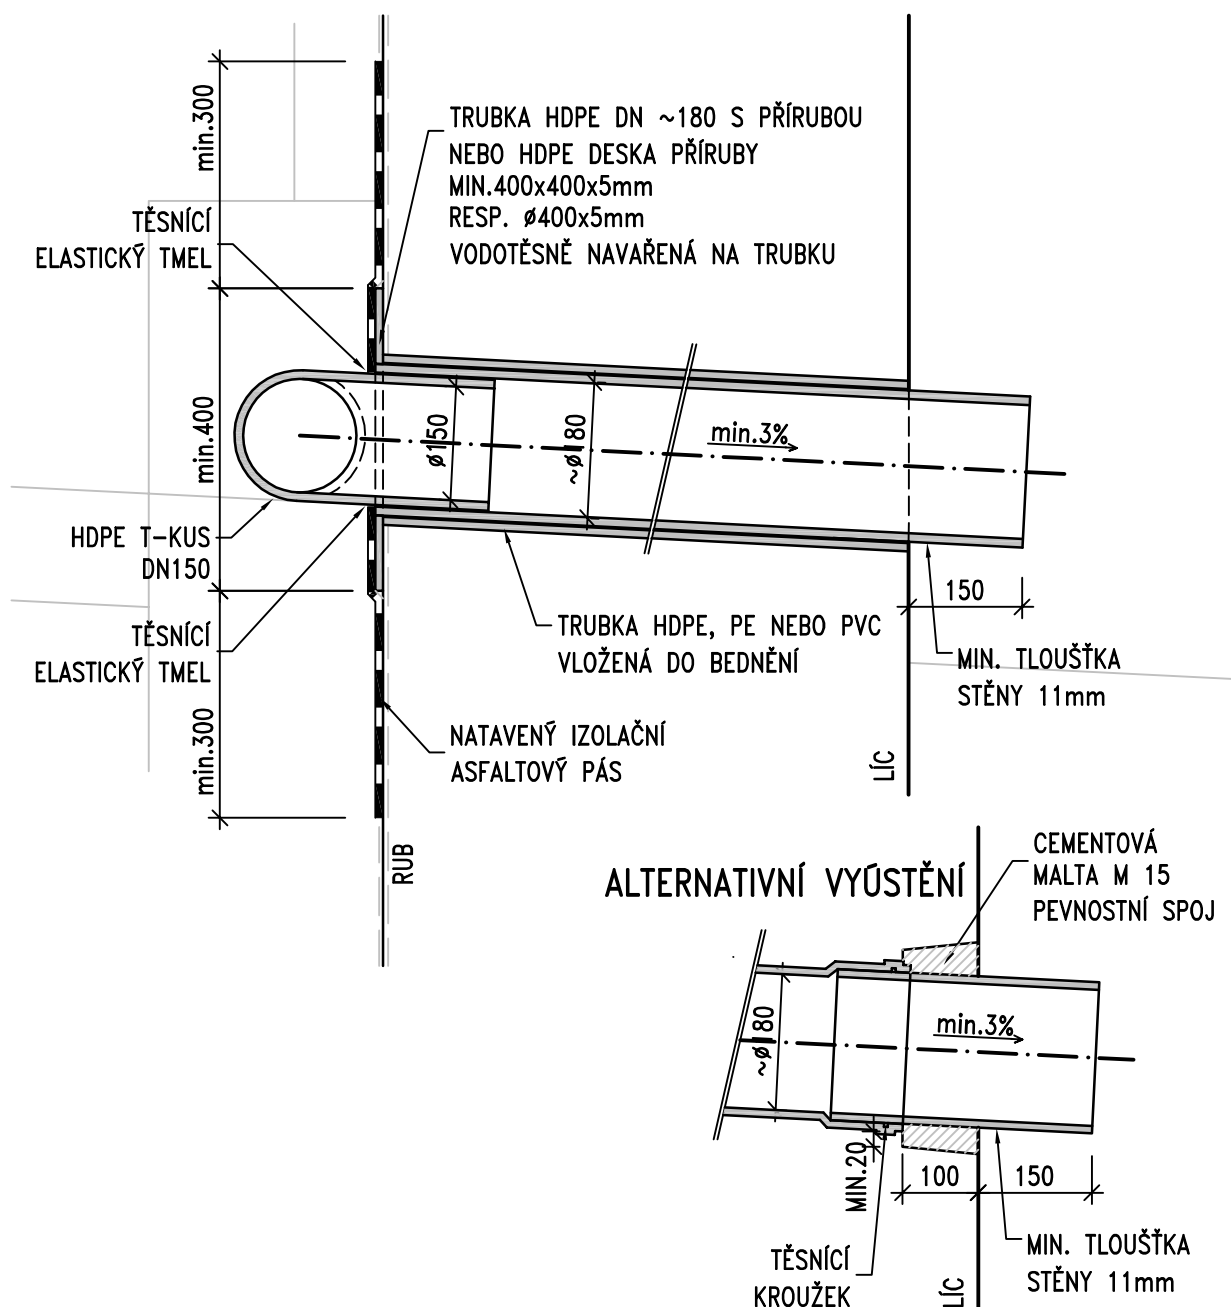 min.300
TRUBKA HDPE DN ~180 S PŘÍRUBOU
NEBO HDPE DESKA PŘÍRUBY
MIN.400x400x5mm
RESP. ø400x5mm
VODOTĚSNĚ NAVAŘENÁ NA TRUBKU
TĚSNÍCÍ
ELASTICKÝ TMEL
min.400
ø150
~ø180
min.3%
HDPE T-KUS
DN150
150
TĚSNÍCÍ
ELASTICKÝ TMEL
TRUBKA HDPE, PE NEBO PVC
VLOŽENÁ DO BEDNĚNÍ
MIN. TLOUŠŤKA
STĚNY 11mm
min.300
NATAVENÝ IZOLAČNÍ
ASFALTOVÝ PÁS
LÍC
RUB
ALTERNATIVNÍ VYÚSTĚNÍ
CEMENTOVÁ
MALTA M 15
PEVNOSTNÍ SPOJ
~ø180
min.3%
MIN.20
100
150
TĚSNÍCÍ
KROUŽEK
LÍC
MIN. TLOUŠŤKA
STĚNY 11mm